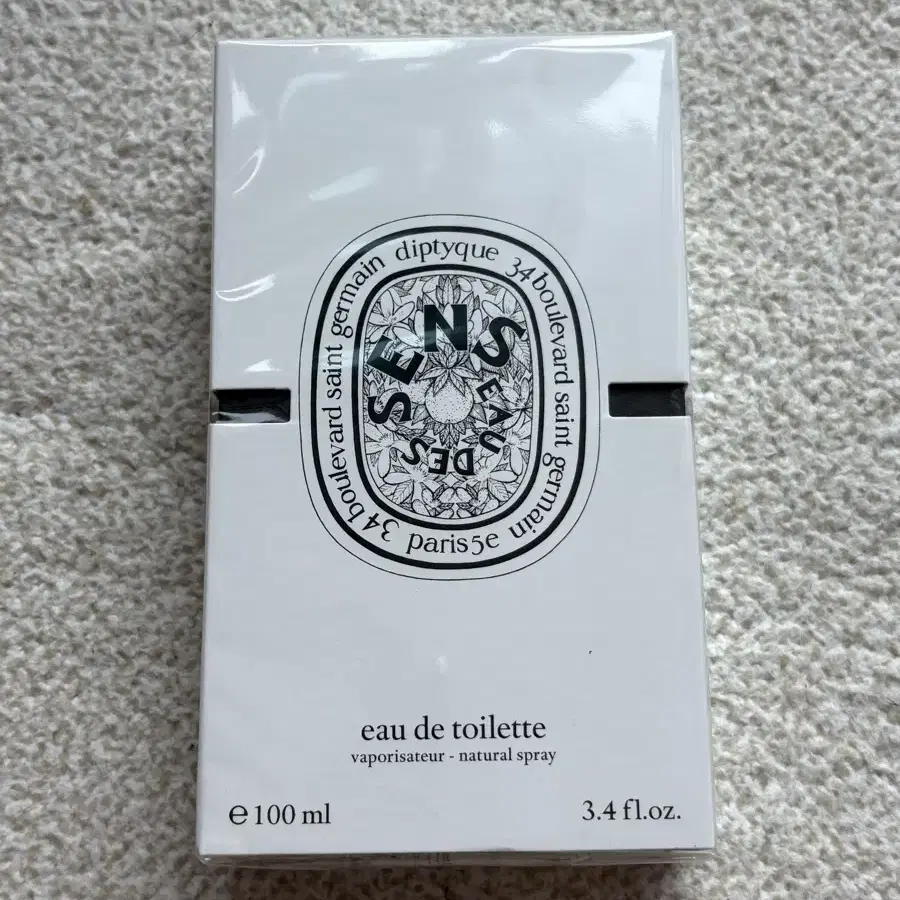 diptyque 34 boulevard saint germain paris 5e 34 boulevard saint germain
EAU DES SENS
eau de toilette
vaporisateur - natural spray
℮ 100 ml
3.4 fl.oz.